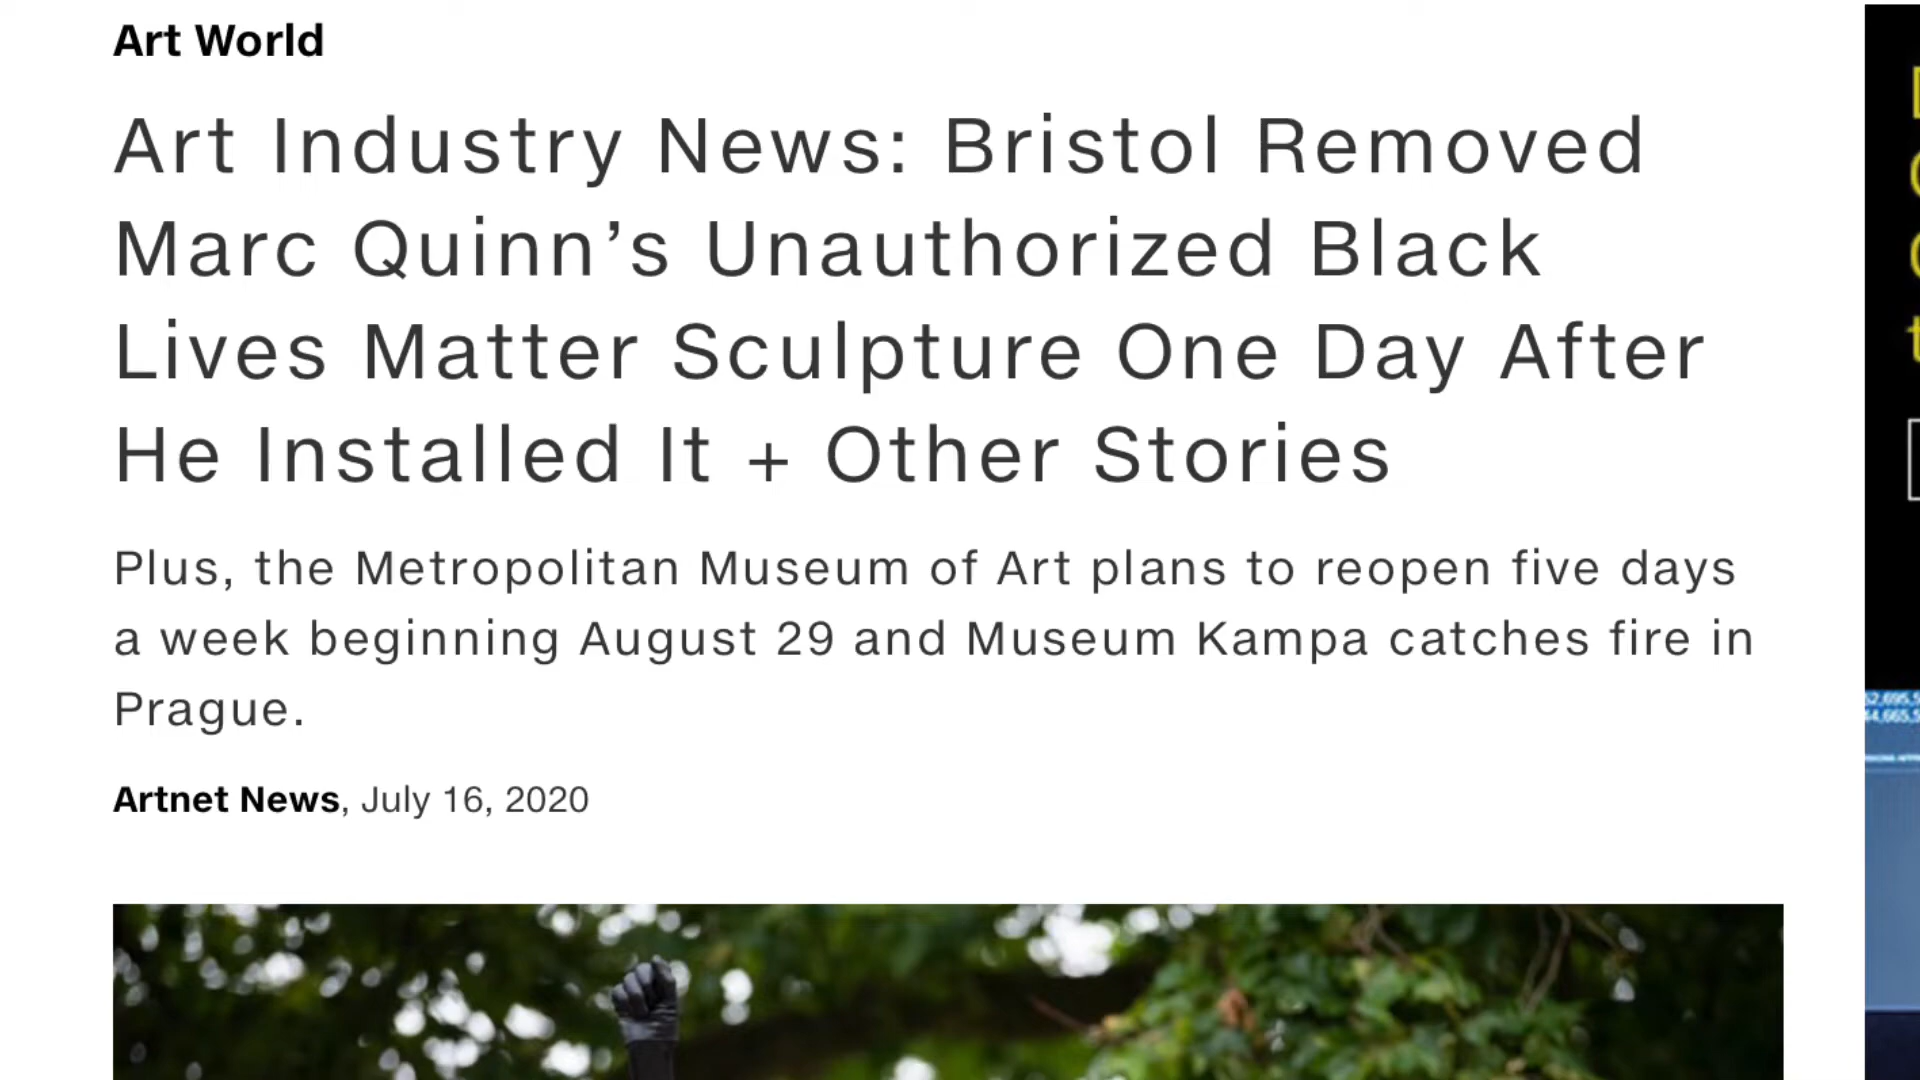 Art World
Art Industry News: Bristol Removed
Marc Quinn’s Unauthorized Black
Lives Matter Sculpture One Day After
He Installed It + Other Stories
Plus, the Metropolitan Museum of Art plans to reopen five days
a week beginning August 29 and Museum Kampa catches fire in
Prague.
Artnet News, July 16, 2020